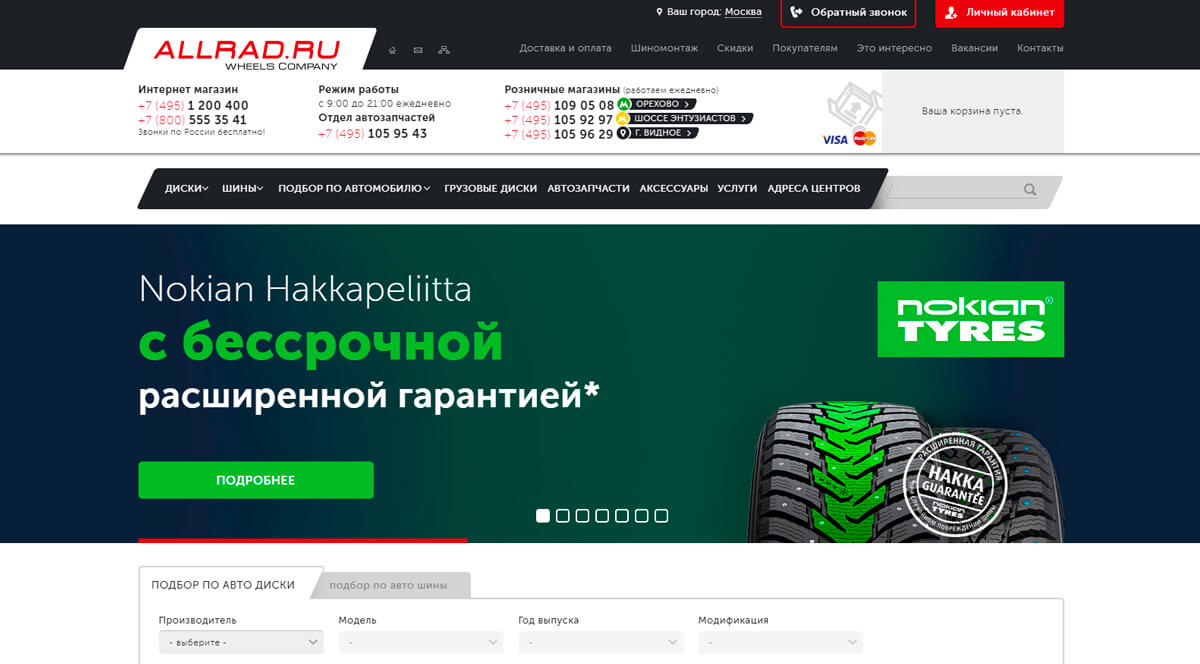 Ваш город: Москва
Обратный звонок
Личный кабинет
ALLRAD.RU
WHEELS COMPANY
Доставка и оплата Шиномонтаж Скидки Покупателям Это интересно Вакансии Контакты
Интернет магазин
+7 (495) 1 200 400
+7 (800) 555 35 41
Звонки по России бесплатно!
Режим работы
с 9:00 до 21:00 ежедневно
Отдел автозапчастей
+7 (495) 105 95 43
Розничные магазины (работаем ежедневно)
+7 (495) 109 05 08 М ОРЕХОВО
+7 (495) 105 92 97 М ШОССЕ ЭНТУЗИАСТОВ
+7 (495) 105 96 29 Г. ВИДНОЕ
VISA MasterCard
Ваша корзина пуста.
ДИСКИ ШИНЫ ПОДБОР ПО АВТОМОБИЛЮ ГРУЗОВЫЕ ДИСКИ АВТОЗАПЧАСТИ АКСЕССУАРЫ УСЛУГИ АДРЕСА ЦЕНТРОВ
Nokian Hakkapeliitta
с бессрочной
расширенной гарантией*
ПОДРОБНЕЕ
nokian®
TYRES
РАСШИРЕННАЯ ГАРАНТИЯ
HAKKA
GUARANTEE
nokian
TYRES
при случайном повреждении шины
ПОДБОР ПО АВТО ДИСКИ
подбор по авто шины
Производитель Модель Год выпуска Модификация
- выберите - - - -